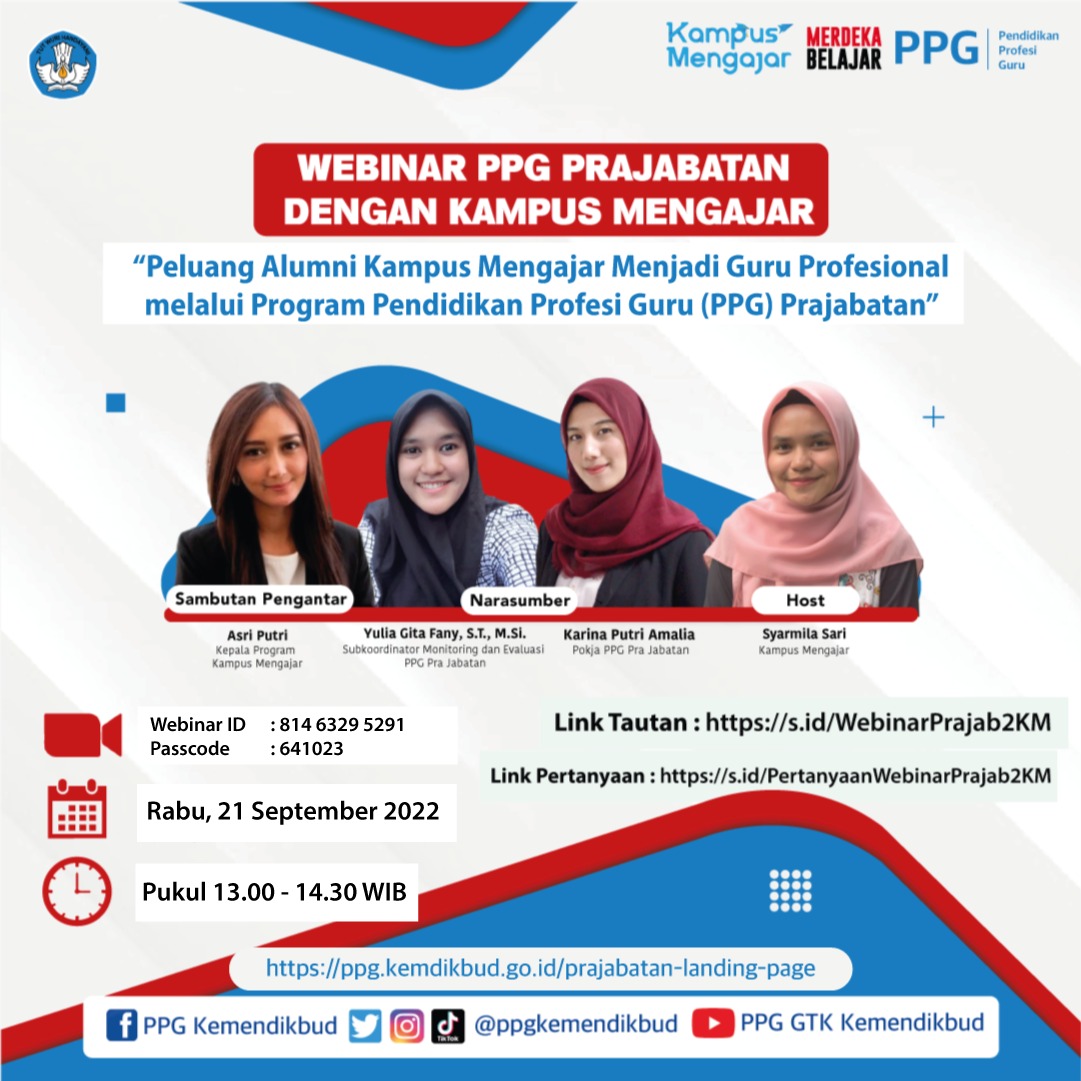 TUT WURI HANDAYANI
Kampus Mengajar
MERDEKA BELAJAR
PPG
Pendidikan
Profesi
Guru
WEBINAR PPG PRAJABATAN
DENGAN KAMPUS MENGAJAR
“Peluang Alumni Kampus Mengajar Menjadi Guru Profesional
melalui Program Pendidikan Profesi Guru (PPG) Prajabatan”
Sambutan Pengantar
Narasumber
Host
Asri Putri
Kepala Program
Kampus Mengajar
Yulia Gita Fany, S.T., M.Si.
Subkoordinator Monitoring dan Evaluasi
PPG Pra Jabatan
Karina Putri Amalia
Pokja PPG Pra Jabatan
Syarmila Sari
Kampus Mengajar
Webinar ID : 814 6329 5291
Passcode : 641023
Link Tautan : https://s.id/WebinarPrajab2KM
Link Pertanyaan : https://s.id/PertanyaanWebinarPrajab2KM
Rabu, 21 September 2022
Pukul 13.00 - 14.30 WIB
https://ppg.kemdikbud.go.id/prajabatan-landing-page
PPG Kemendikbud
TikTok
@ppgkemendikbud
PPG GTK Kemendikbud